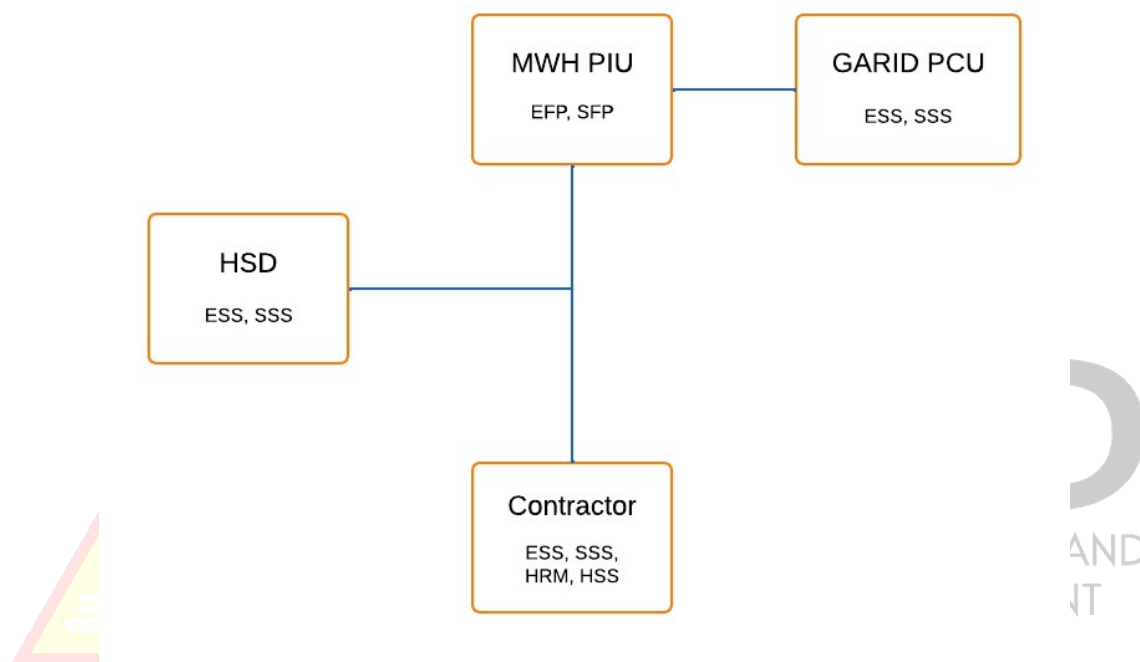 MWH PIU
EFP, SFP
GARID PCU
ESS, SSS
HSD
ESS, SSS
Contractor
ESS, SSS,
HRM, HSS
D
AND
NT